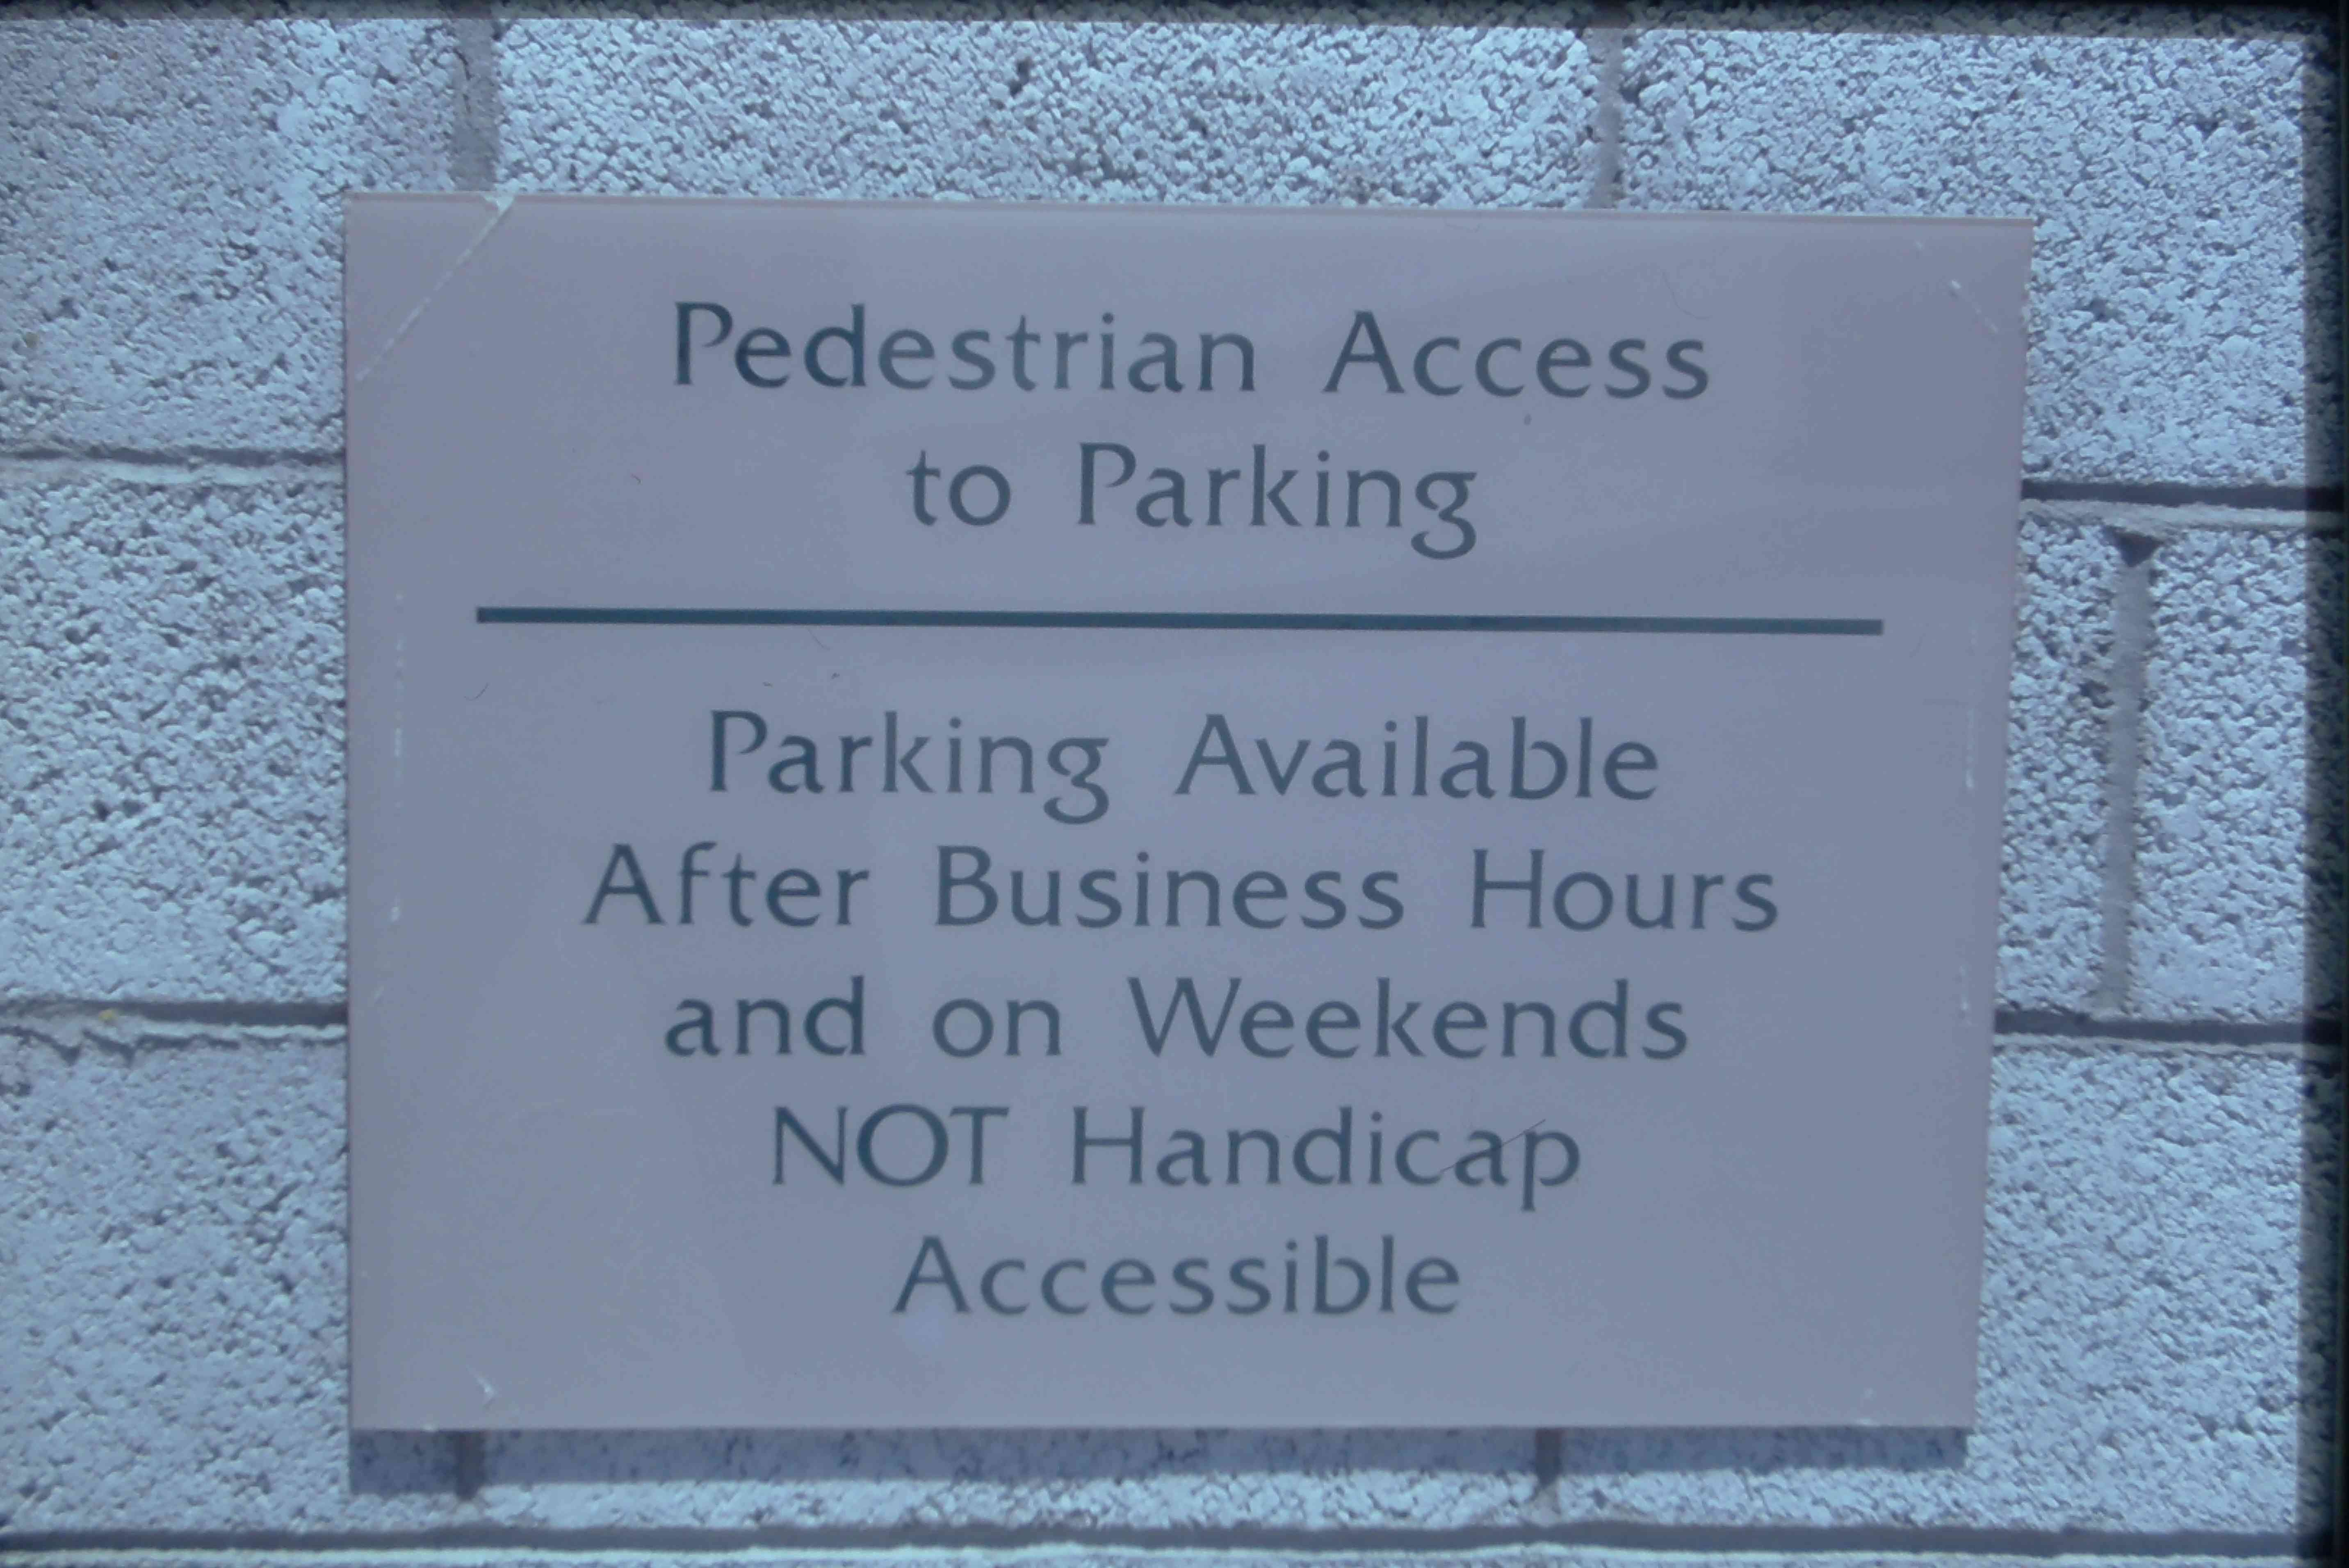 Pedestrian Access
to Parking
Parking Available
After Business Hours
and on Weekends
NOT Handicap
Accessible